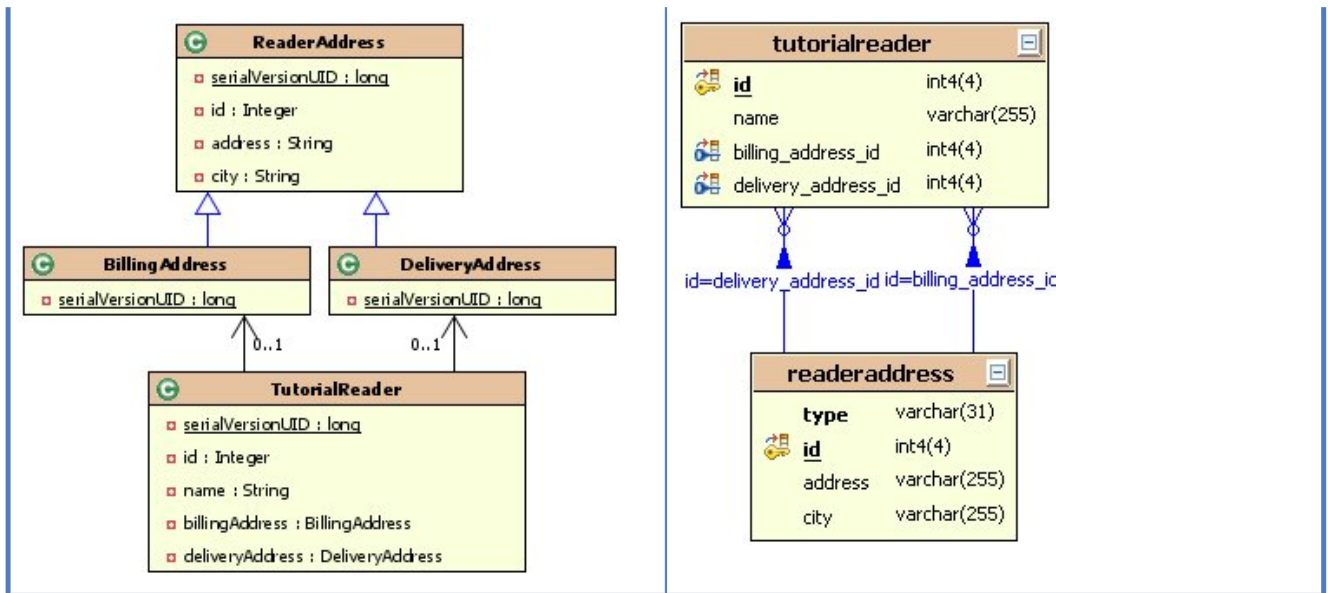 ReaderAddress
serialVersionUID : long
id : Integer
address : String
city : String
BillingAddress
serialVersionUID : long
DeliveryAddress
serialVersionUID : long
0..1
0..1
TutorialReader
serialVersionUID : long
id : Integer
name : String
billingAddress : BillingAddress
deliveryAddress : DeliveryAddress
tutorialreader
id int4(4)
name varchar(255)
billing_address_id int4(4)
delivery_address_id int4(4)
id=delivery_address_id id=billing_address_id
readeraddress
type varchar(31)
id int4(4)
address varchar(255)
city varchar(255)